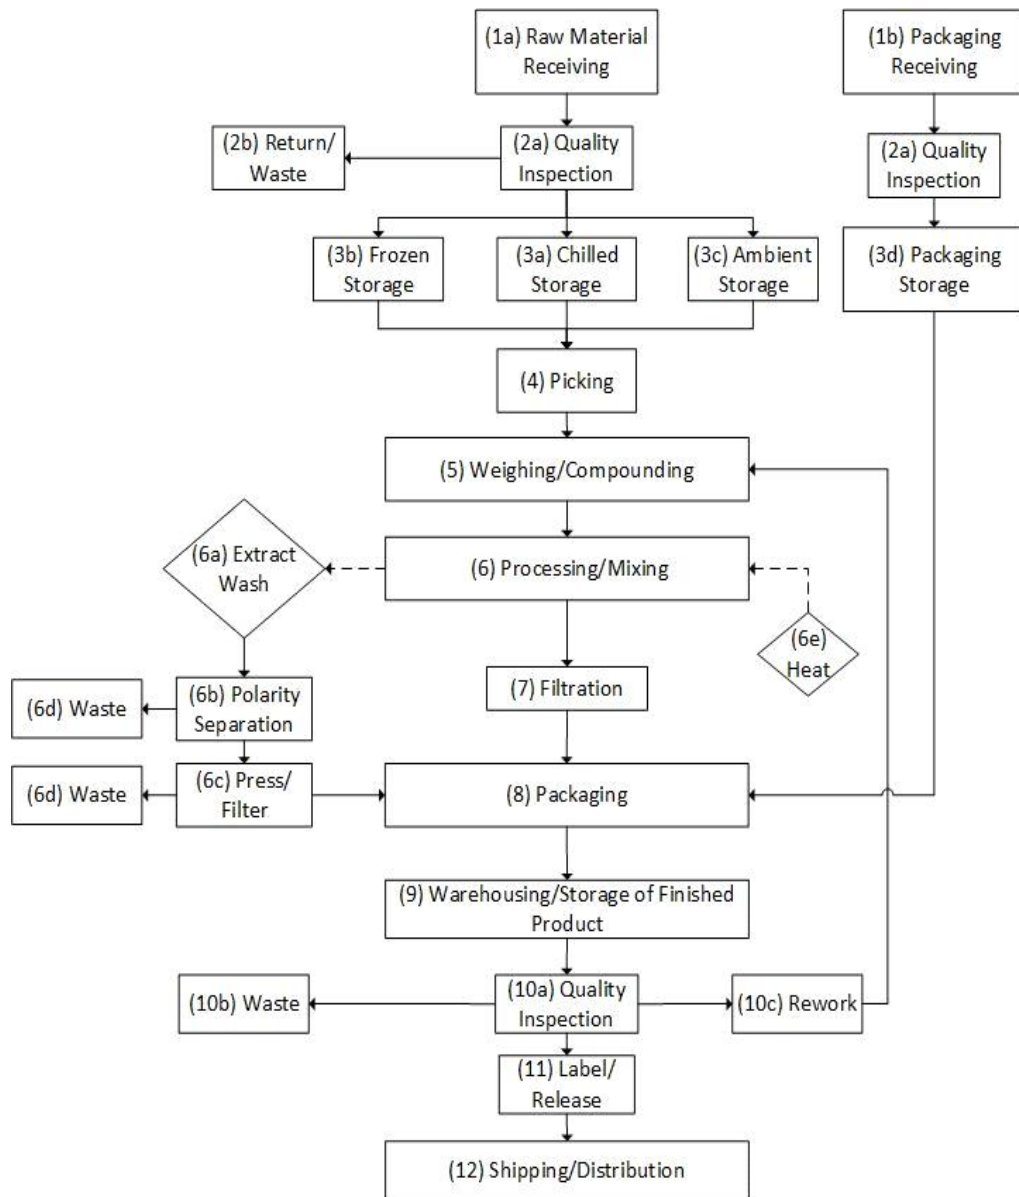 (1a) Raw Material
Receiving
(1b) Packaging
Receiving
(2b) Return/
Waste
(2a) Quality
Inspection
(2a) Quality
Inspection
(3b) Frozen
Storage
(3a) Chilled
Storage
(3c) Ambient
Storage
(3d) Packaging
Storage
(4) Picking
(5) Weighing/Compounding
(6a) Extract
Wash
(6) Processing/Mixing
(6e)
Heat
(6d) Waste
(6b) Polarity
Separation
(7) Filtration
(6d) Waste
(6c) Press/
Filter
(8) Packaging
(9) Warehousing/Storage of Finished
Product
(10b) Waste
(10a) Quality
Inspection
(10c) Rework
(11) Label/
Release
(12) Shipping/Distribution